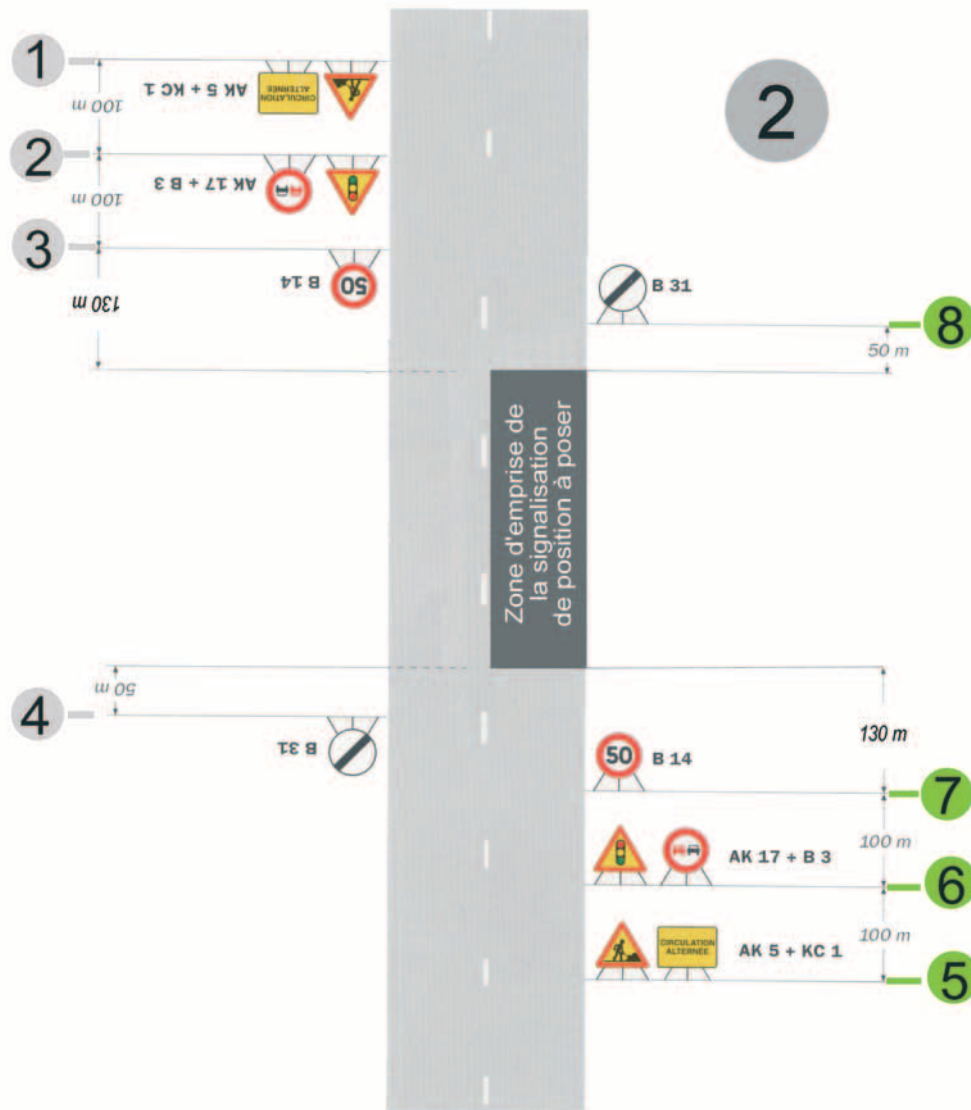 1
AK 5 + KC 1
CIRCULATION
ALTERNÉE
100 m
2
2
AK 17 + B 3
100 m
3
B 14
50
130 m
B 31
8
50 m
Zone d'emprise de
la signalisation
de position à poser
50 m
4
B 31
130 m
50
B 14
7
100 m
AK 17 + B 3
6
100 m
CIRCULATION
ALTERNÉE
AK 5 + KC 1
5